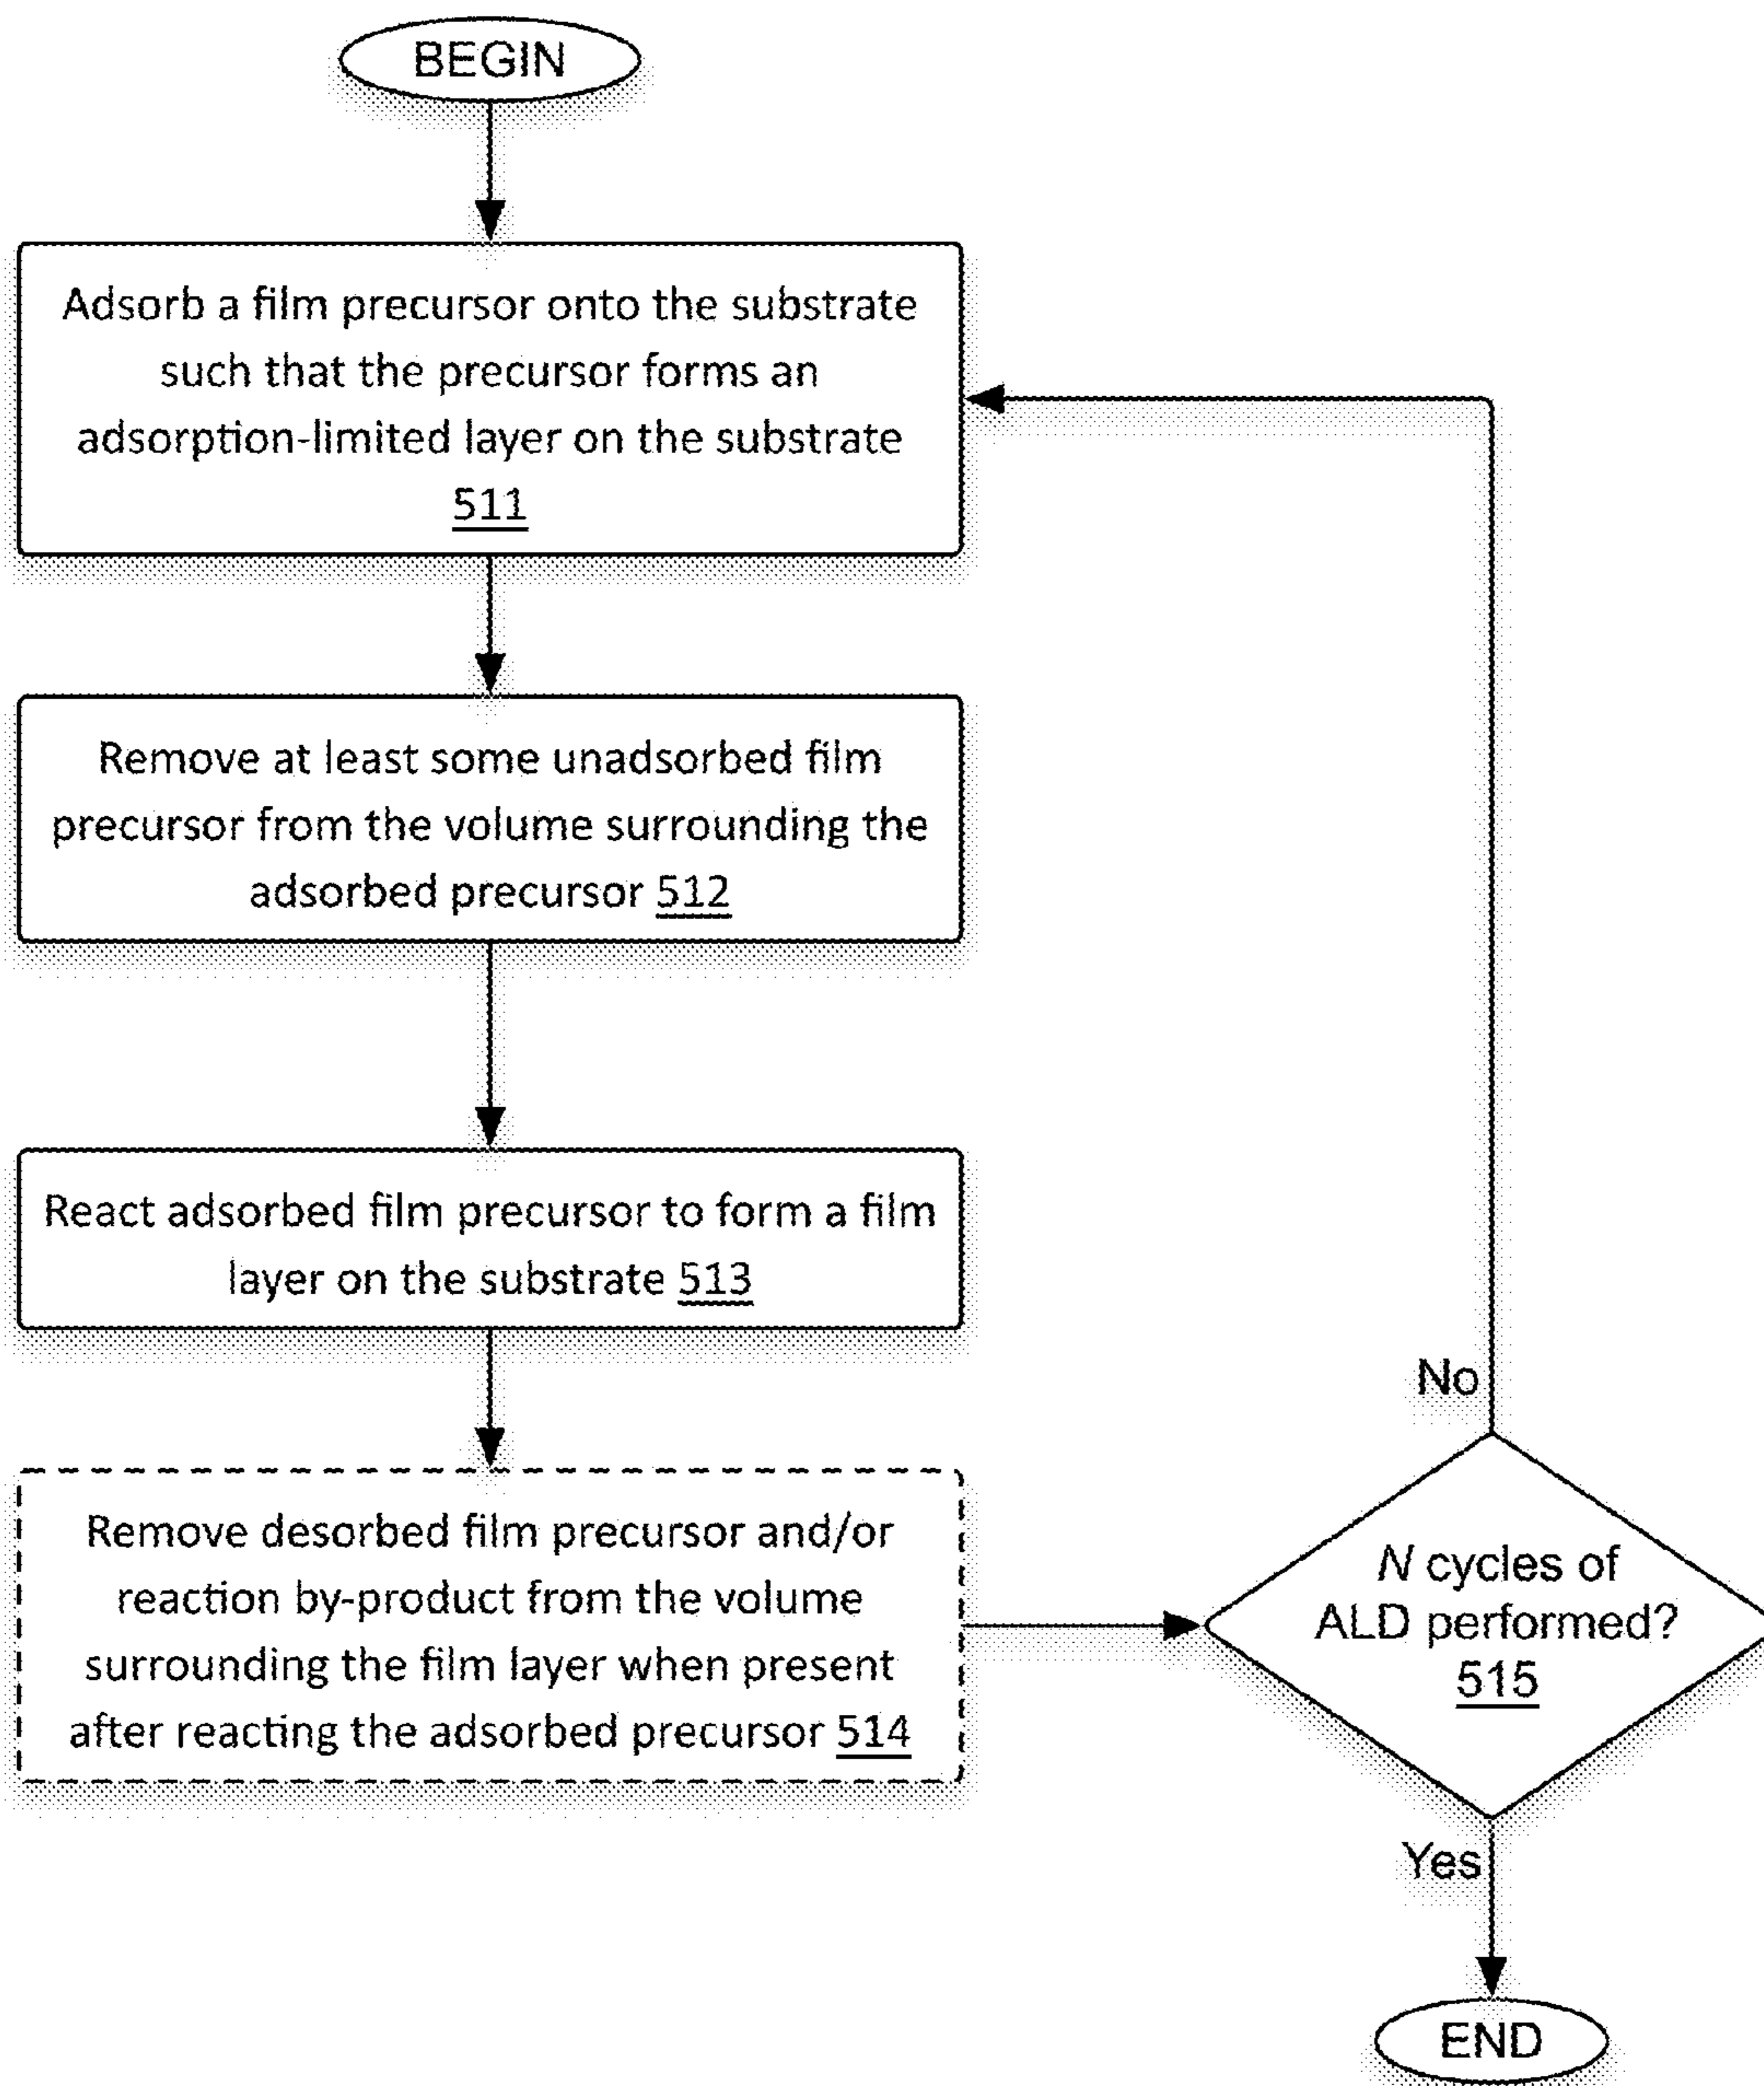 BEGIN
Adsorb a film precursor onto the substrate
such that the precursor forms an
adsorption-limited layer on the substrate
511
Remove at least some unadsorbed film
precursor from the volume surrounding the
adsorbed precursor 512
React adsorbed film precursor to form a film
layer on the substrate 513
Remove desorbed film precursor and/or
reaction by-product from the volume
surrounding the film layer when present
after reacting the adsorbed precursor 514
No
N cycles of
ALD performed?
515
Yes
END